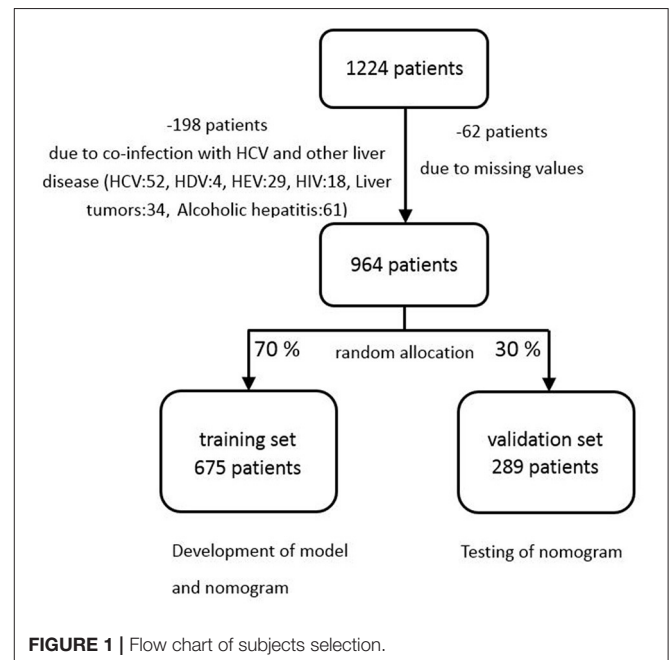 1224 patients
-198 patients
due to co-infection with HCV and other liver
disease (HCV:52, HDV:4, HEV:29, HIV:18, Liver
tumors:34, Alcoholic hepatitis:61)
-62 patients
due to missing values
964 patients
70 %
random allocation
30 %
training set
675 patients
validation set
289 patients
Development of model
and nomogram
Testing of nomogram
FIGURE 1 | Flow chart of subjects selection.